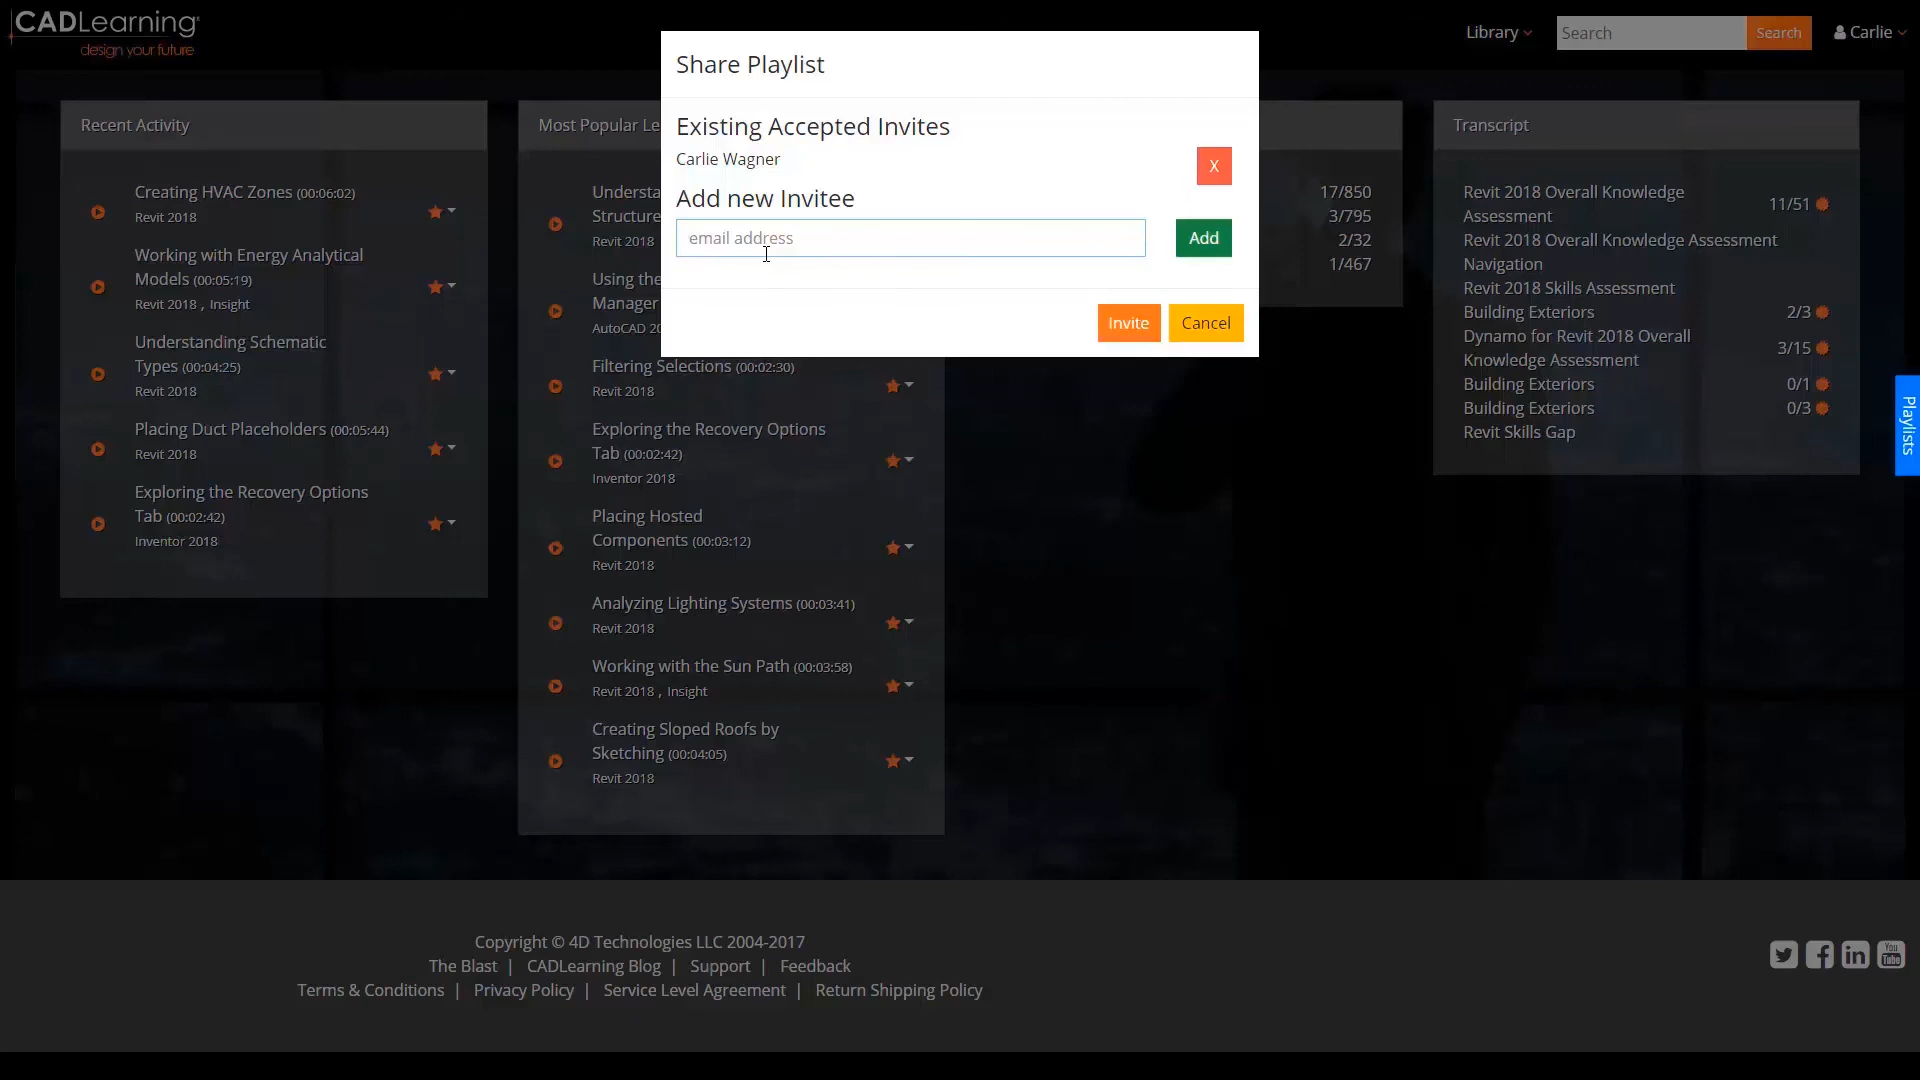 CADLearning
design your future
Library
Search
Search
Carlie
Share Playlist
Existing Accepted Invites
Carlie Wagner
X
Add new Invitee
email address
Add
Invite
Cancel
Recent Activity
Creating HVAC Zones (00:06:02)
Revit 2018
Working with Energy Analytical
Models (00:05:19)
Revit 2018 , Insight
Understanding Schematic
Types (00:04:25)
Revit 2018
Placing Duct Placeholders (00:05:44)
Revit 2018
Exploring the Recovery Options
Tab (00:02:42)
Inventor 2018
Most Popular Le
Understa
Structure
Revit 2018
Using the
Manager
AutoCAD 20
Filtering Selections (00:02:30)
Revit 2018
Exploring the Recovery Options
Tab (00:02:42)
Inventor 2018
Placing Hosted
Components (00:03:12)
Revit 2018
Analyzing Lighting Systems (00:03:41)
Revit 2018
Working with the Sun Path (00:03:58)
Revit 2018 , Insight
Creating Sloped Roofs by
Sketching (00:04:05)
Revit 2018
17/850
3/795
2/32
1/467
Transcript
Revit 2018 Overall Knowledge
Assessment 11/51
Revit 2018 Overall Knowledge Assessment
Navigation
Revit 2018 Skills Assessment
Building Exteriors 2/3
Dynamo for Revit 2018 Overall
Knowledge Assessment 3/15
Building Exteriors 0/1
Building Exteriors 0/3
Revit Skills Gap
Playlists
Copyright © 4D Technologies LLC 2004-2017
The Blast | CADLearning Blog | Support | Feedback
Terms & Conditions | Privacy Policy | Service Level Agreement | Return Shipping Policy
You
Tube